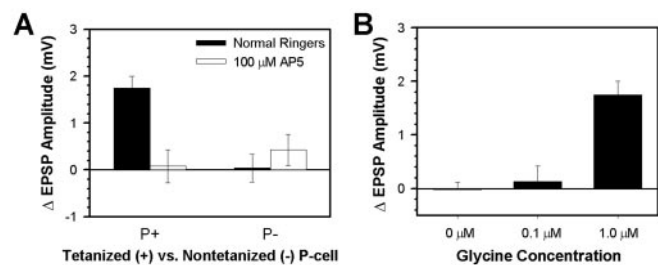 A
Δ EPSP Amplitude (mV)
3
2
1
0
-1
Normal Ringers
100 μM AP5
P+
P-
Tetanized (+) vs. Nontetanized (-) P-cell
B
Δ EPSP Amplitude (mV)
3
2
1
0
0 μM
0.1 μM
1.0 μM
Glycine Concentration